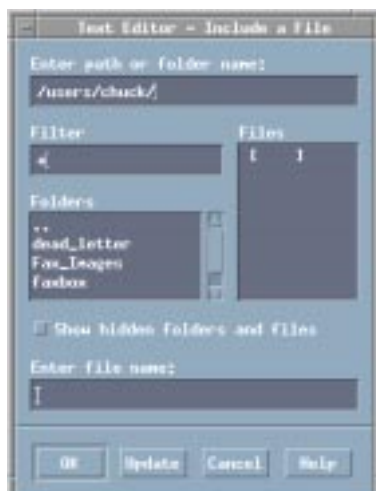 Text Editor - Include a File
Enter path or folder name:
/users/chuck/
Filter
*
Files
[ ]
Folders
..
dead_letter
Fax_Images
faxbox
Show hidden folders and files
Enter file name:
OK
Update
Cancel
Help